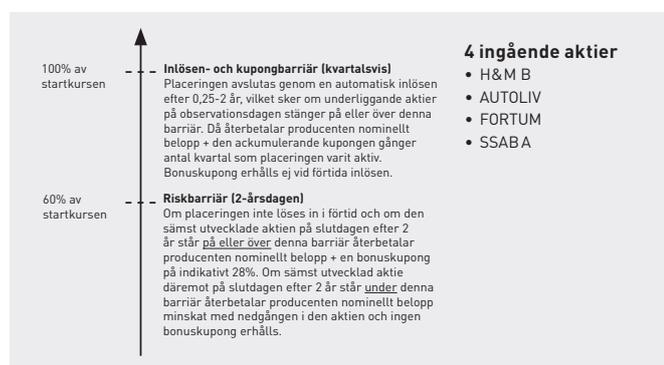 100% av
startkursen
Inlösen- och kupongbarriär (kvartalsvis)
Placeringen avslutas genom en automatisk inlösen
efter 0,25-2 år, vilket sker om underliggande aktier
på observationsdagen stänger på eller över denna
barriär. Då återbetalar producenten nominellt
belopp + den ackumulerande kupongen gånger
antal kvartal som placeringen varit aktiv.
Bonuskupong erhålls ej vid förtida inlösen.
60% av
startkursen
Riskbarriär (2-årsdagen)
Om placeringen inte löses in i förtid och om den
sämst utvecklade aktien på slutdagen efter 2
år står på eller över denna barriär återbetalar
producenten nominellt belopp + en bonuskupong
på indikativt 28%. Om sämst utvecklad aktie
däremot på slutdagen efter 2 år står under denna
barriär återbetalar producenten nominellt belopp
minskat med nedgången i den aktien och ingen
bonuskupong erhålls.
4 ingående aktier
• H&M B
• AUTOLIV
• FORTUM
• SSAB A